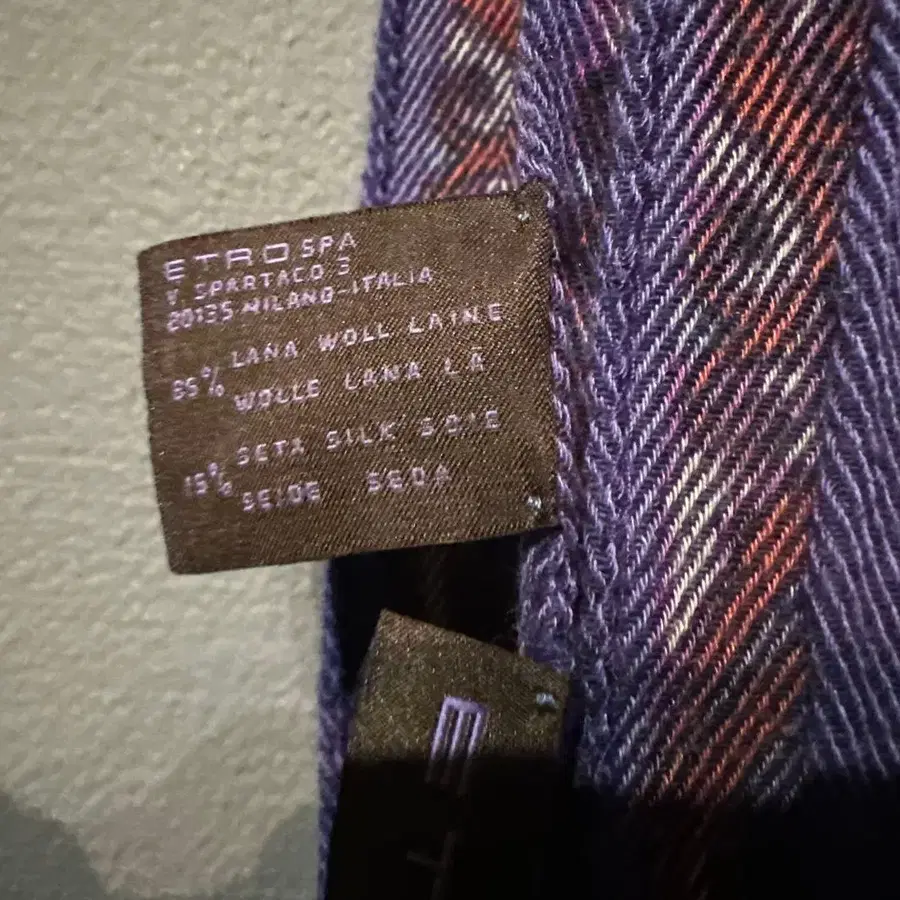 ETRO SPA
V. SPARTACO 3
20135 MILANO-ITALIA
85% LANA WOLL LAINE
WOLLE LANA LÃ
15% SETA SILK SOIE
SEIDE SEDA
E
T